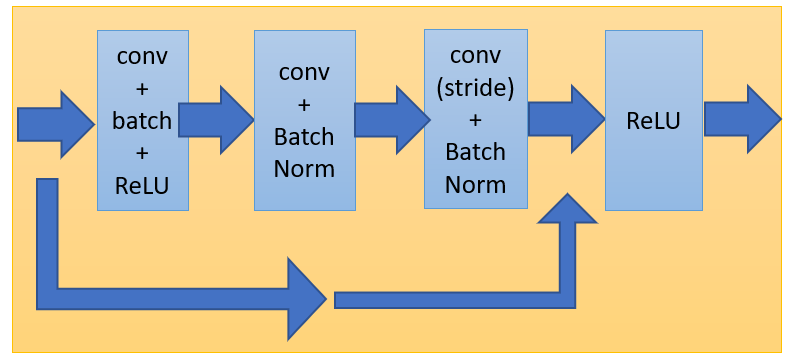 conv
+
batch
+
ReLU
conv
+
Batch
Norm
conv
(stride)
+
Batch
Norm
ReLU